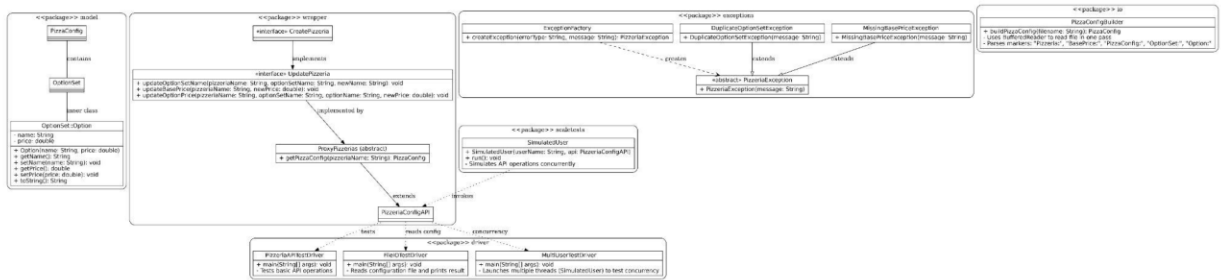 <<package>> model
PizzaConfig
contains
OptionSet
inner class
OptionSet::Option
- name: String
- price: double
+ Option(name: String, price: double)
+ getName(): String
+ setName(name: String): void
+ getPrice(): double
+ setPrice(price: double): void
+ toString(): String
<<package>> wrapper
«interface» CreatePizzeria
implements
«interface» UpdatePizzeria
+ updateOptionSetName(pizzeriaName: String, optionSetName: String, newName: String): void
+ updateBasePrice(pizzeriaName: String, newPrice: double): void
+ updateOptionPrice(pizzeriaName: String, optionSetName: String, optionName: String, newPrice: double): void
implemented by
ProxyPizzerias (abstract)
+ getPizzaConfig(pizzeriaName: String): PizzaConfig
extends
PizzeriaConfigAPI
<<package>> exceptions
ExceptionFactory
+ createException(errorType: String, message: String): PizzeriaException
DuplicateOptionSetException
+ DuplicateOptionSetException(message: String)
MissingBasePriceException
+ MissingBasePriceException(message: String)
creates
extends
extends
«abstract» PizzeriaException
+ PizzeriaException(message: String)
<<package>> io
PizzaConfigBuilder
+ buildPizzaConfig(filename: String): PizzaConfig
- Uses BufferedReader to read file in one pass
- Parses markers: "Pizzeria:", "BasePrice:", "PizzaConfig:", "OptionSet:", "Option:"
SimulatedUser
+ SimulatedUser(userName: String, api: PizzeriaConfigAPI)
+ run(): void
- Simulates API operations concurrently
invokes
tests
reads config
concurrency
<<package>> driver
PizzeriaAPITestDriver
+ main(String[] args): void
- Tests basic API operations
FileIOTestDriver
+ main(String[] args): void
- Reads configuration file and prints result
MultiUserTestDriver
+ main(String[] args): void
- Launches multiple threads (SimulatedUser) to test concurrency